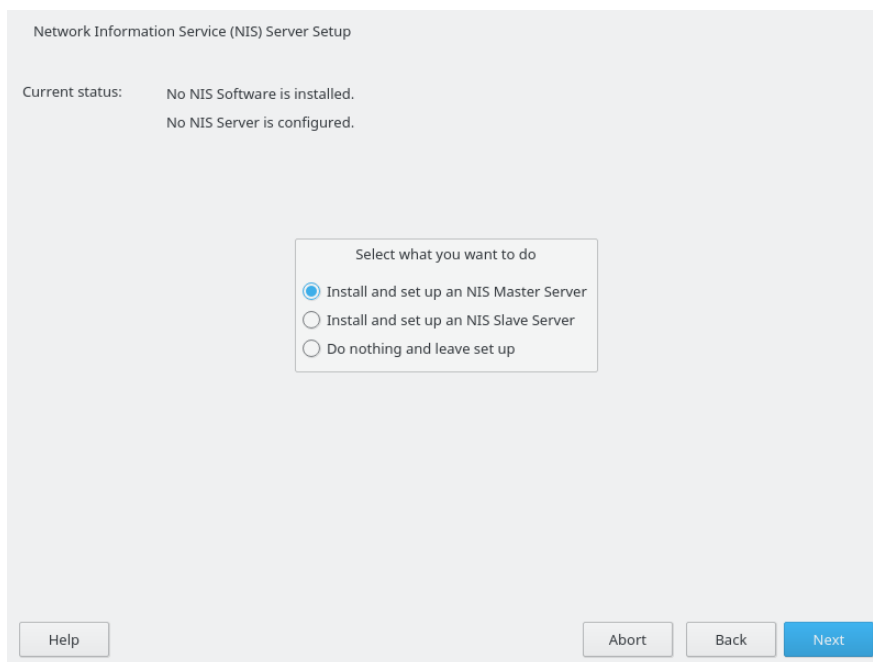 Network Information Service (NIS) Server Setup
Current status: No NIS Software is installed.
No NIS Server is configured.
Select what you want to do
Install and set up an NIS Master Server
Install and set up an NIS Slave Server
Do nothing and leave set up
Help Abort Back Next